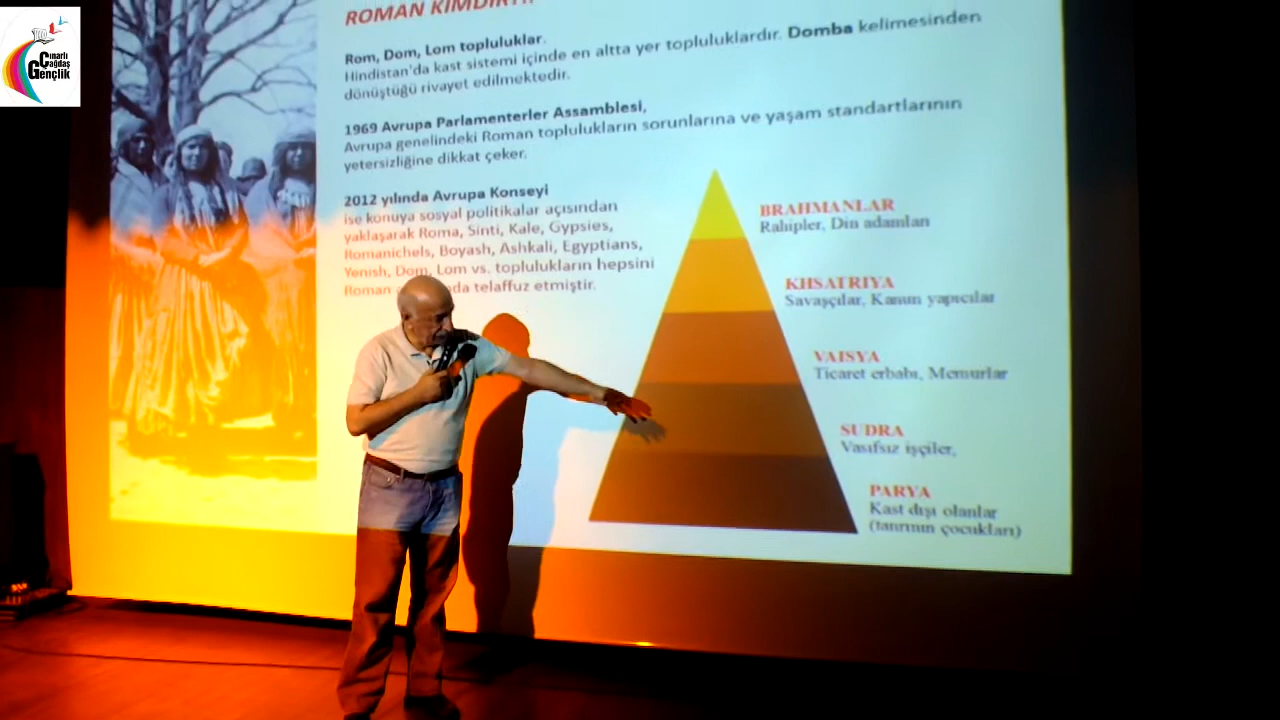 Çınarlı
Çağdaş
Gençlik
ROMAN KİMDİR?
Rom, Dom, Lom topluluklar.
Hindistan'da kast sistemi içinde en altta yer topluluklardır. Domba kelimesinden
dönüştüğü rivayet edilmektedir.
1969 Avrupa Parlamenterler Assamblesi,
Avrupa genelindeki Roman toplulukların sorunlarına ve yaşam standartlarının
yetersizliğine dikkat çeker.
2012 yılında Avrupa Konseyi
ise konuya sosyal politikalar açısından
yaklaşarak Roma, Sinti, Kale, Gypsies,
Romanichels, Boyash, Ashkali, Egyptians,
Yenish, Dom, Lom vs. toplulukların hepsini
Roman telaffuz etmiştir.
BRAHMANLAR
Rahipler, Din adamları
KHSATRIYA
Savaşçılar, Kanun yapıcılar
VAISYA
Ticaret erbabı, Memurlar
SUDRA
Vasıfsız işçiler,
PARYA
Kast dışı olanlar
(tanrının çocukları)